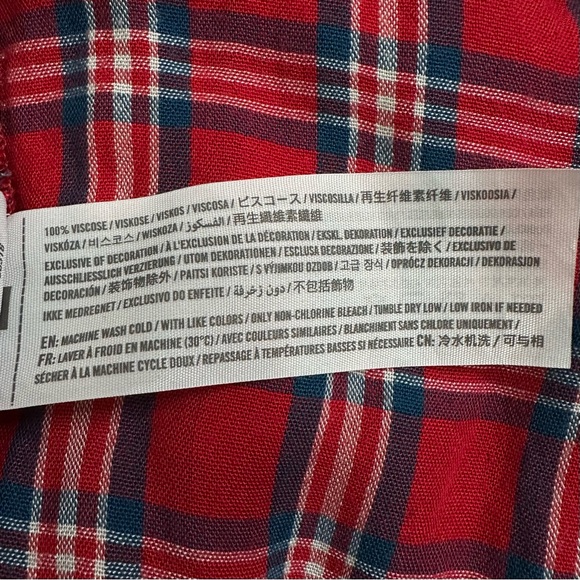 100% VISCOSE / VISKOSE / VISKOS / VISCOSA / ビスコース / VISCOSILLA / 再生纤维素纤维 / VISKOOSIA /
VISKÓZA / 비스코스 / WISKOZA / الفسكوز / 再生纖維素纖維
EXCLUSIVE OF DECORATION / À L'EXCLUSION DE LA DÉCORATION / EKSKL. DEKORATION / EXCLUSIEF DECORATIE /
AUSSCHLIESSLICH VERZIERUNG / UTOM DEKORATIONEN / ESCLUSA DECORAZIONE / 装飾を除く / EXCLUSIVO DE
DECORACIÓN / 装饰物除外 / PAITSI KORISTE / S VÝJIMKOU OZDOB / 고급 장식 / OPRÓCZ DEKORACJI / DEKORASJON
IKKE MEDREGNET / EXCLUSIVO DO ENFEITE / دون زخرفة / 不包括裝飾
EN: MACHINE WASH COLD / WITH LIKE COLORS / ONLY NON-CHLORINE BLEACH / TUMBLE DRY LOW / LOW IRON IF NEEDED
FR: LAVER À FROID EN MACHINE (30°C) / AVEC COULEURS SIMILAIRES / BLANCHIMENT SANS CHLORE UNIQUEMENT /
SÉCHER À LA MACHINE CYCLE DOUX / REPASSAGE À TEMPÉRATURES BASSES SI NÉCESSAIRE CN: 冷水机洗 / 可与相